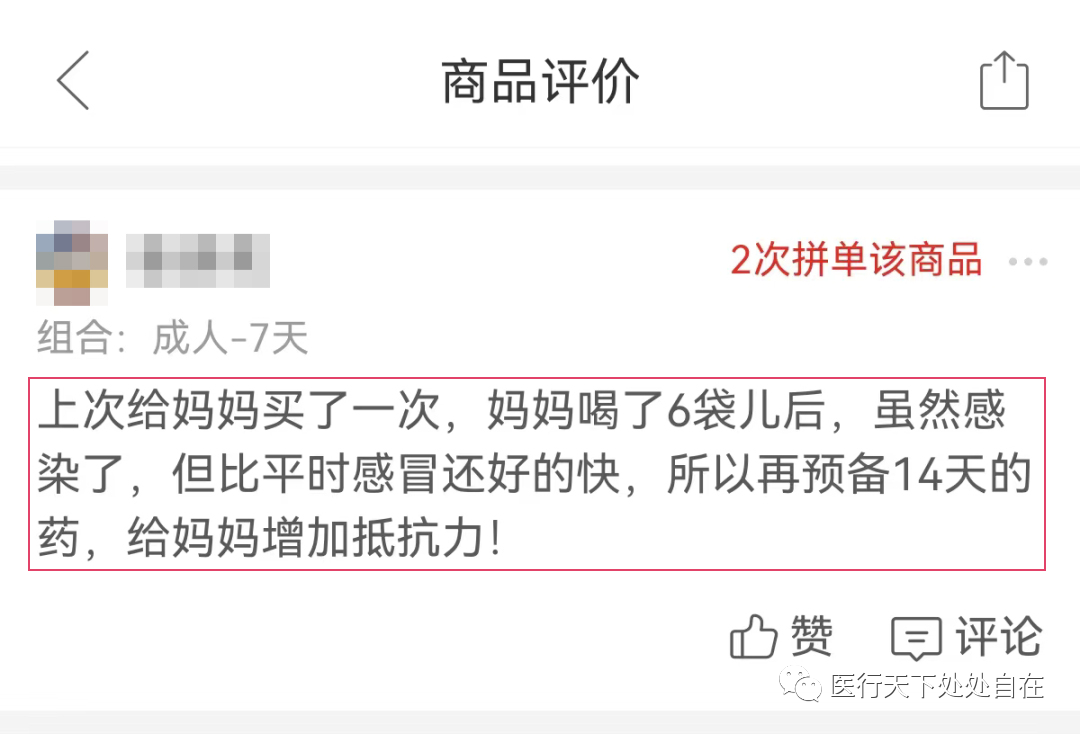 商品评价
2次拼单该商品
组合：成人-7天
上次给妈妈买了一次，妈妈喝了6袋儿后，虽然感
染了，但比平时感冒还好的快，所以再预备14天的
药，给妈妈增加抵抗力！
赞 评论
医行天下处处自在